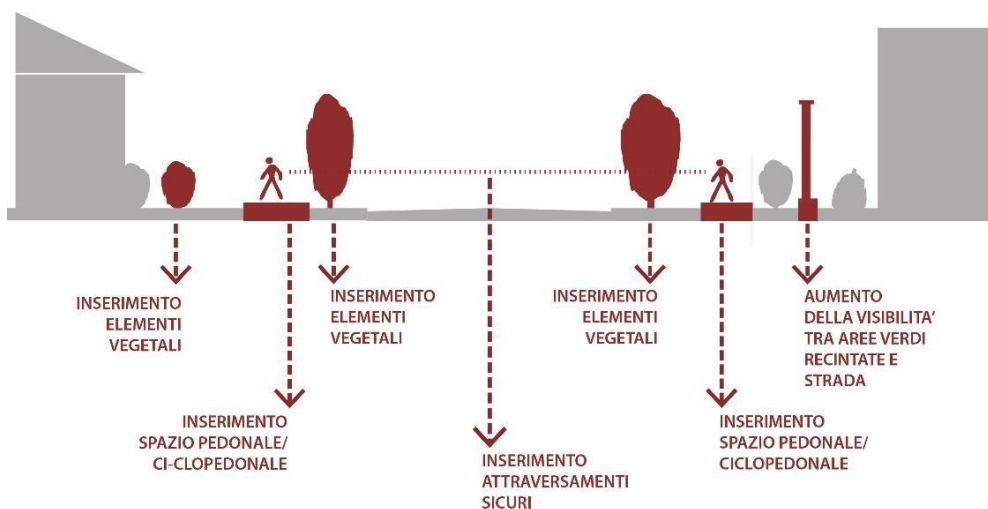 INSERIMENTO
ELEMENTI
VEGETALI
INSERIMENTO
SPAZIO PEDONALE/
CI-CLOPEDONALE
INSERIMENTO
ELEMENTI
VEGETALI
INSERIMENTO
ATTRAVERSAMENTI
SICURI
INSERIMENTO
ELEMENTI
VEGETALI
INSERIMENTO
SPAZIO PEDONALE/
CICLOPEDONALE
AUMENTO
DELLA VISIBILITA'
TRA AREE VERDI
RECINTATE E
STRADA